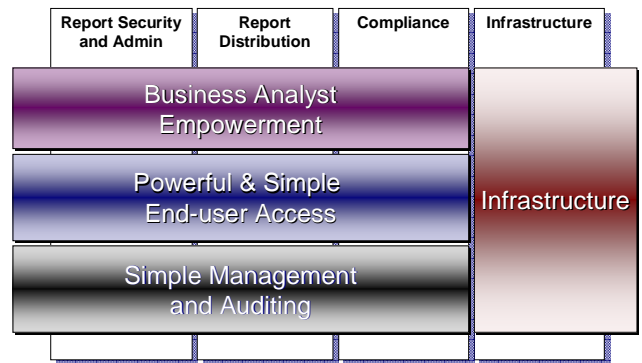 Report Security
and Admin
Report
Distribution
Compliance
Infrastructure
Business Analyst
Empowerment
Powerful & Simple
End-user Access
Simple Management
and Auditing
Infrastructure